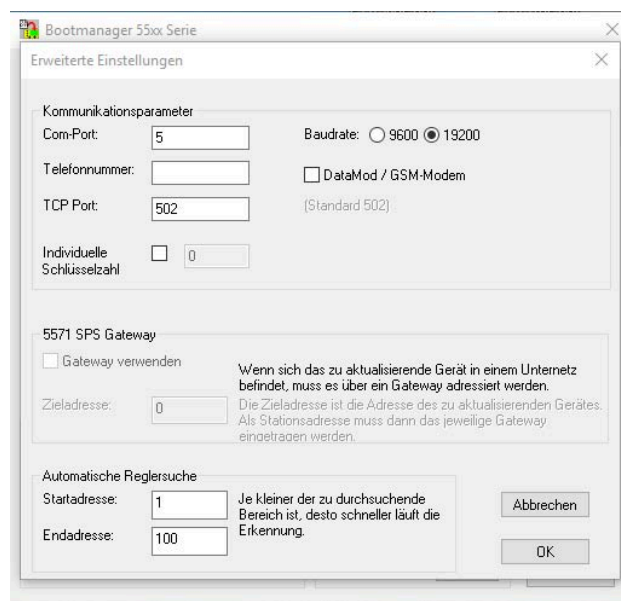 Bootmanager 55xx Serie
Erweiterte Einstellungen
Kommunikationsparameter
Com-Port: 5 Baudrate: 9600 19200
Telefonnummer: DataMod / GSM-Modem
TCP Port: 502 (Standard 502)
Individuelle
Schlüsselzahl 0
5571 SPS Gateway
Gateway verwenden
Wenn sich das zu aktualisierende Gerät in einem Unternetz
befindet, muss es über ein Gateway adressiert werden.
Zieladresse: 0 Die Zieladresse ist die Adresse des zu aktualisierenden Gerätes.
Als Stationsadresse muss dann das jeweilige Gateway
eingetragen werden.
Automatische Reglersuche
Startadresse: 1 Je kleiner der zu durchsuchende
Bereich ist, desto schneller läuft die
Erkennung.
Endadresse: 100
Abbrechen
OK